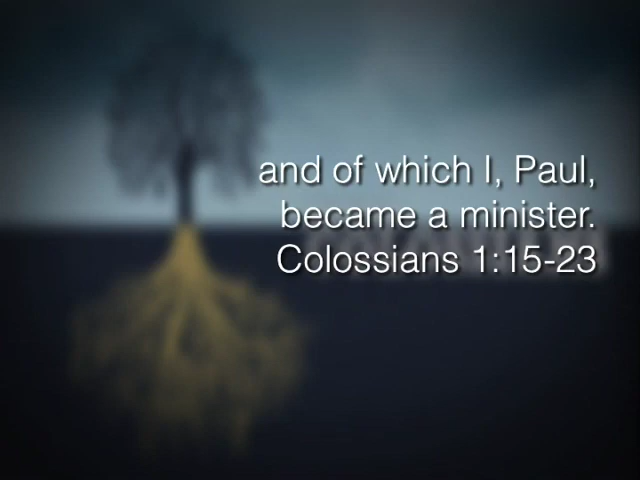 and of which I, Paul,
became a minister.
Colossians 1:15-23